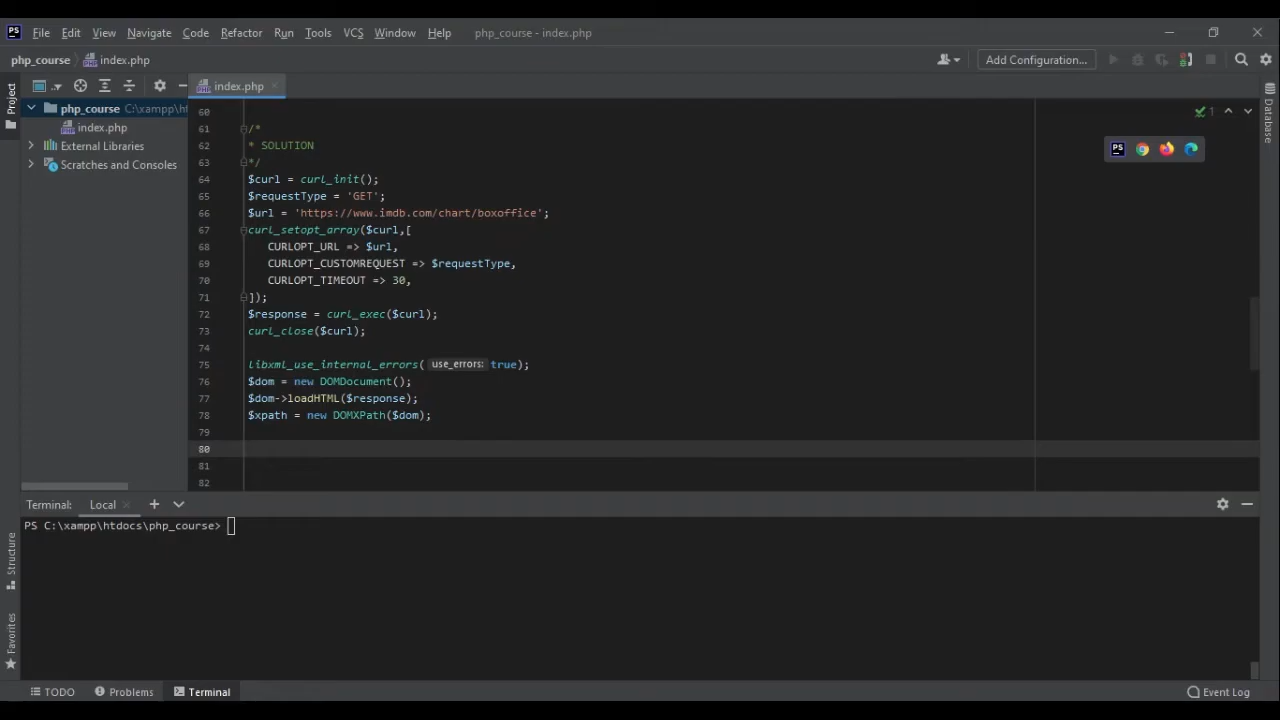 PS File Edit View Navigate Code Refactor Run Tools VCS Window Help php_course - index.php
php_course index.php Add Configuration...
Project
index.php
php_course C:\xampp\ht
index.php
External Libraries
Scratches and Consoles
60
61 /*
62 * SOLUTION
63 */
64 $curl = curl_init();
65 $requestType = 'GET';
66 $url = 'https://www.imdb.com/chart/boxoffice';
67 curl_setopt_array($curl,[
68 CURLOPT_URL => $url,
69 CURLOPT_CUSTOMREQUEST => $requestType,
70 CURLOPT_TIMEOUT => 30,
71 ]);
72 $response = curl_exec($curl);
73 curl_close($curl);
74
75 libxml_use_internal_errors( use_errors: true);
76 $dom = new DOMDocument();
77 $dom->loadHTML($response);
78 $xpath = new DOMXPath($dom);
79
80
81
82
1
PS
Database
Terminal: Local
PS C:\xampp\htdocs\php_course>
Structure
Favorites
TODO Problems Terminal Event Log